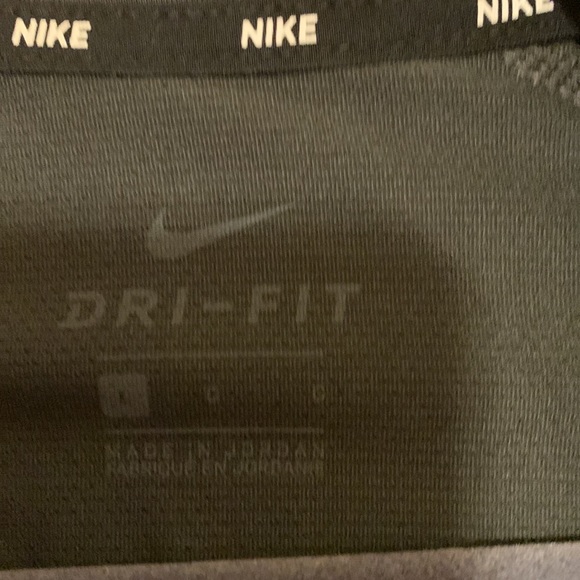 NIKE NIKE NIKE
DRI-FIT
L G G
MADE IN JORDAN
FABRIQUÉ EN JORDANIE